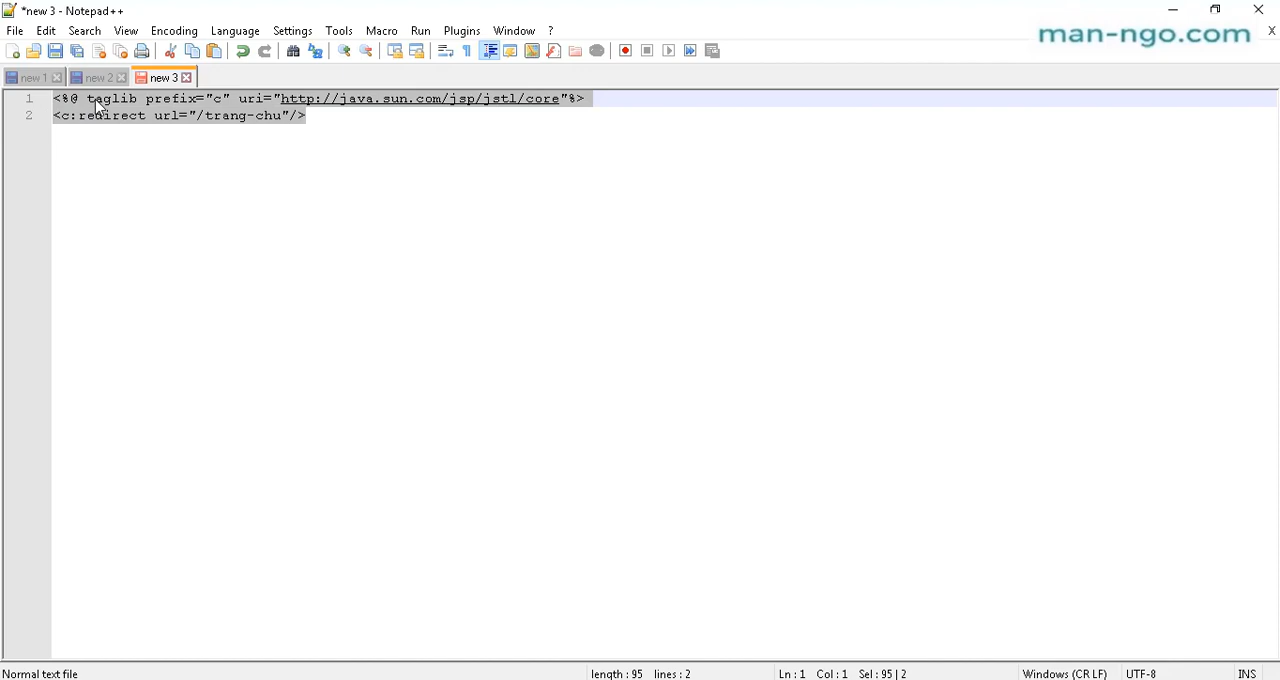 *new 3 - Notepad++
man-ngo.com
File Edit Search View Encoding Language Settings Tools Macro Run Plugins Window ? X
new 1 new 2 new 3
1 <%@ taglib prefix="c" uri="http://java.sun.com/jsp/jstl/core"%>
2 <c:redirect url="/trang-chu"/>
Normal text file length : 95 lines : 2 Ln : 1 Col : 1 Sel : 95 | 2 Windows (CR LF) UTF-8 INS